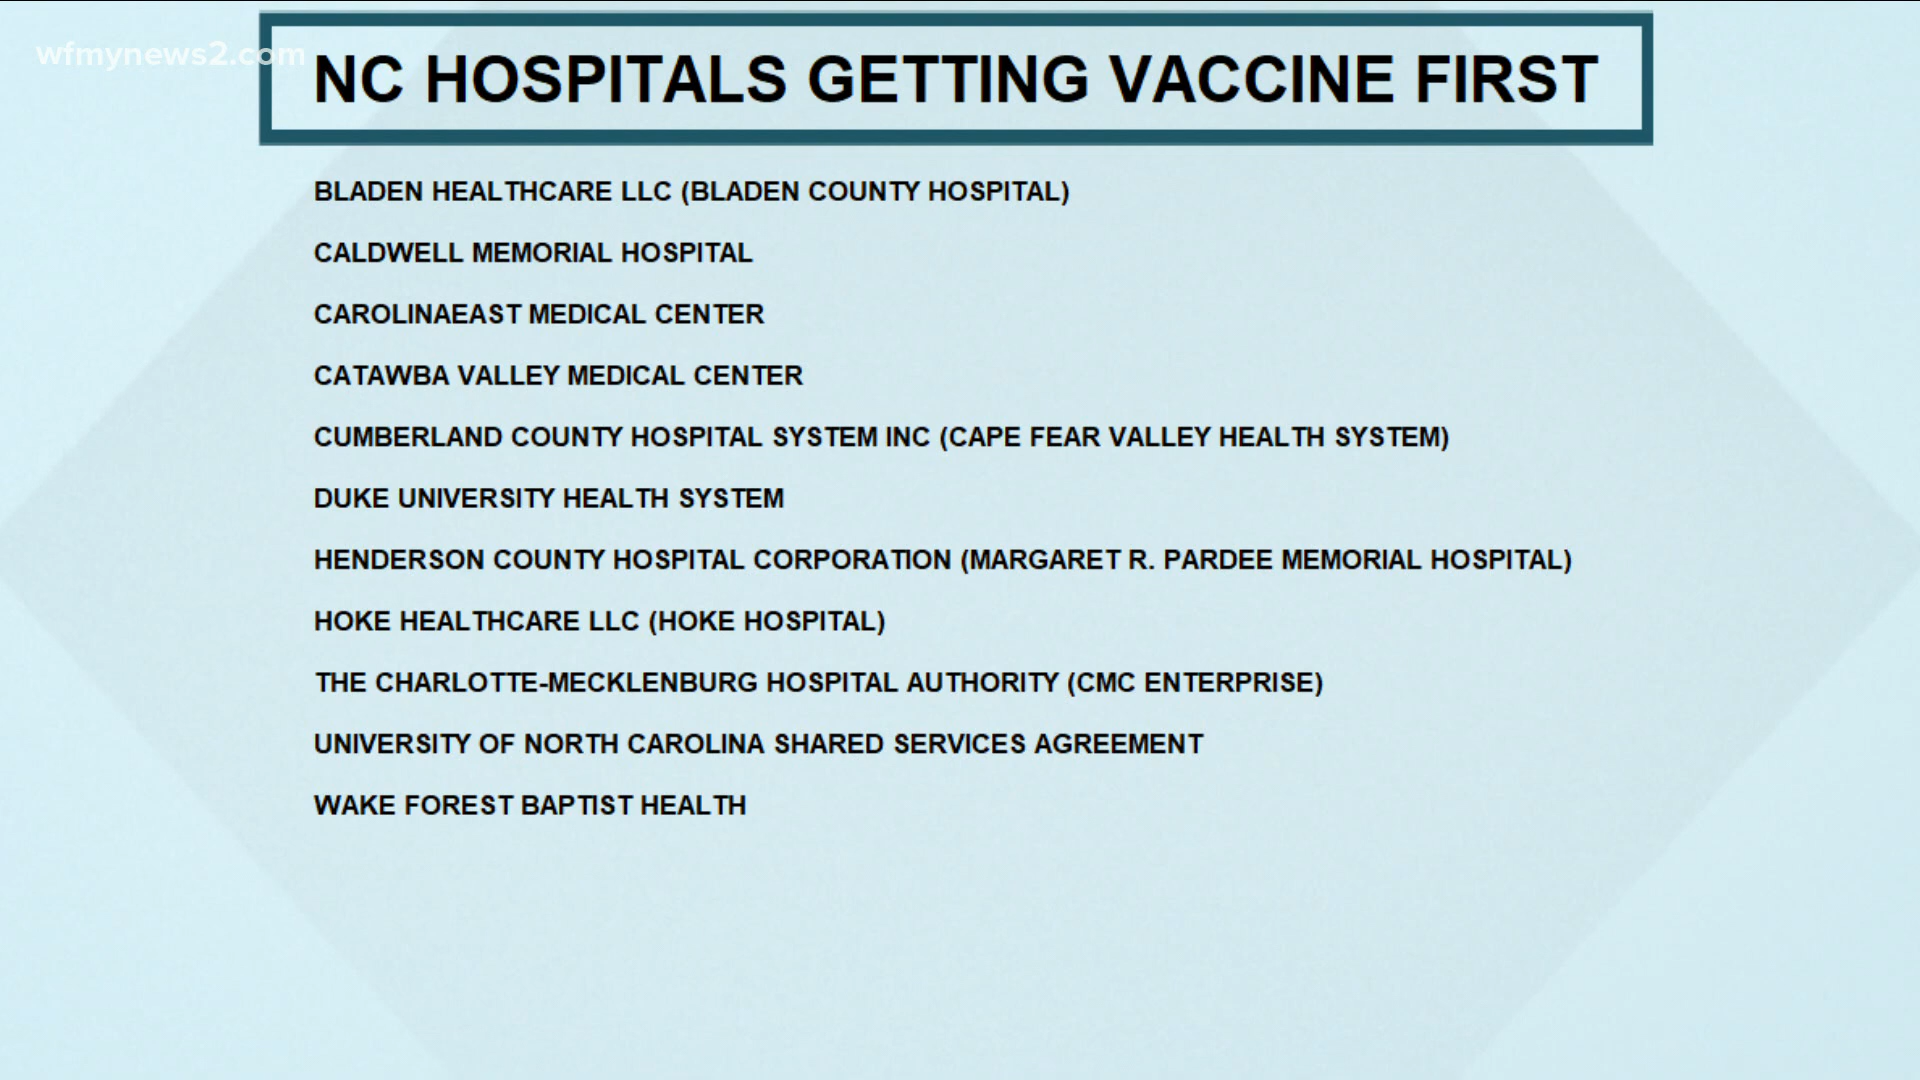 wfmynews2.com
NC HOSPITALS GETTING VACCINE FIRST
BLADEN HEALTHCARE LLC (BLADEN COUNTY HOSPITAL)
CALDWELL MEMORIAL HOSPITAL
CAROLINAEAST MEDICAL CENTER
CATAWBA VALLEY MEDICAL CENTER
CUMBERLAND COUNTY HOSPITAL SYSTEM INC (CAPE FEAR VALLEY HEALTH SYSTEM)
DUKE UNIVERSITY HEALTH SYSTEM
HENDERSON COUNTY HOSPITAL CORPORATION (MARGARET R. PARDEE MEMORIAL HOSPITAL)
HOKE HEALTHCARE LLC (HOKE HOSPITAL)
THE CHARLOTTE-MECKLENBURG HOSPITAL AUTHORITY (CMC ENTERPRISE)
UNIVERSITY OF NORTH CAROLINA SHARED SERVICES AGREEMENT
WAKE FOREST BAPTIST HEALTH